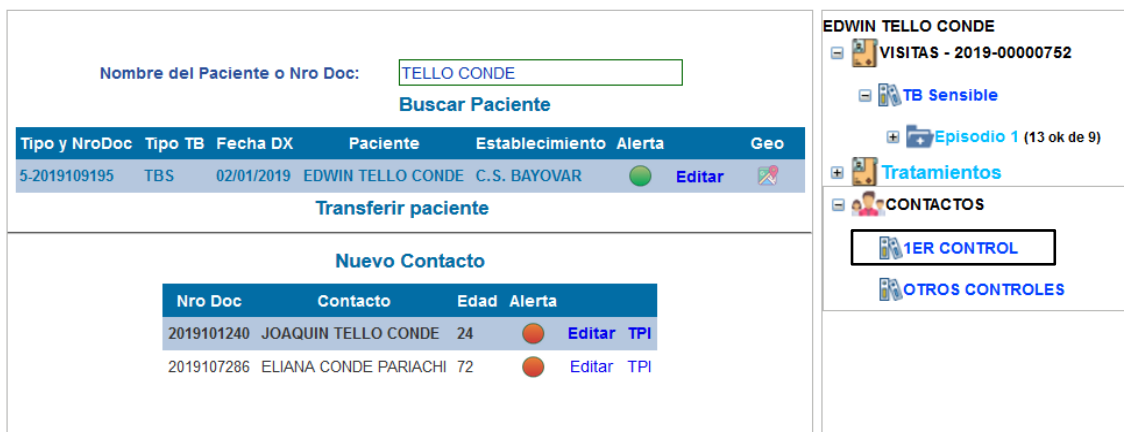 Nombre del Paciente o Nro Doc: TELLO CONDE
Buscar Paciente
Tipo y NroDoc Tipo TB Fecha DX Paciente Establecimiento Alerta Geo
5-2019109195 TBS 02/01/2019 EDWIN TELLO CONDE C.S. BAYOVAR Editar
Transferir paciente
Nuevo Contacto
Nro Doc Contacto Edad Alerta
2019101240 JOAQUIN TELLO CONDE 24 Editar TPI
2019107286 ELIANA CONDE PARIACHI 72 Editar TPI
EDWIN TELLO CONDE
VISITAS - 2019-00000752
TB Sensible
Episodio 1 (13 ok de 9)
Tratamientos
CONTACTOS
1ER CONTROL
OTROS CONTROLES